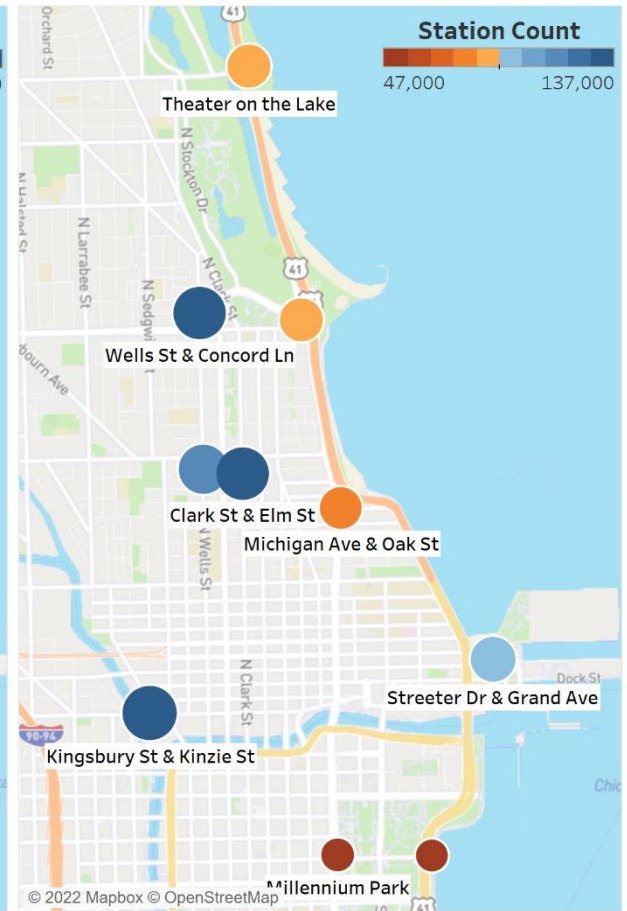 41
Station Count
47,000
137,000
Orchard St
Theater on the Lake
N Stockton Dr
N Halsted St
N Larrabee St
N Clark St
41
N Sedgwick St
Wells St & Concord Ln
bourn Ave
Clark St & Elm St
Michigan Ave & Oak St
N Wells St
N Clark St
Dock St
Streeter Dr & Grand Ave
90-94
Kingsbury St & Kinzie St
Chic
Millennium Park
© 2022 Mapbox © OpenStreetMap
41